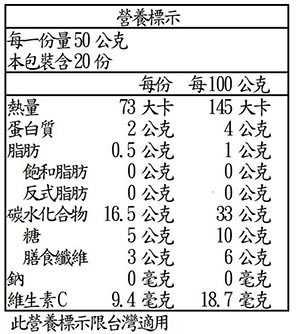 營養標示
每一份量50公克
本包裝含20份
每份 每100公克
熱量 73 大卡 145 大卡
蛋白質 2 公克 4 公克
脂肪 0.5 公克 1 公克
飽和脂肪 0 公克 0 公克
反式脂肪 0 公克 0 公克
碳水化合物 16.5 公克 33 公克
糖 5 公克 10 公克
膳食纖維 3 公克 6 公克
鈉 0 毫克 0 毫克
維生素C 9.4 毫克 18.7 毫克
此營養標示限台灣適用